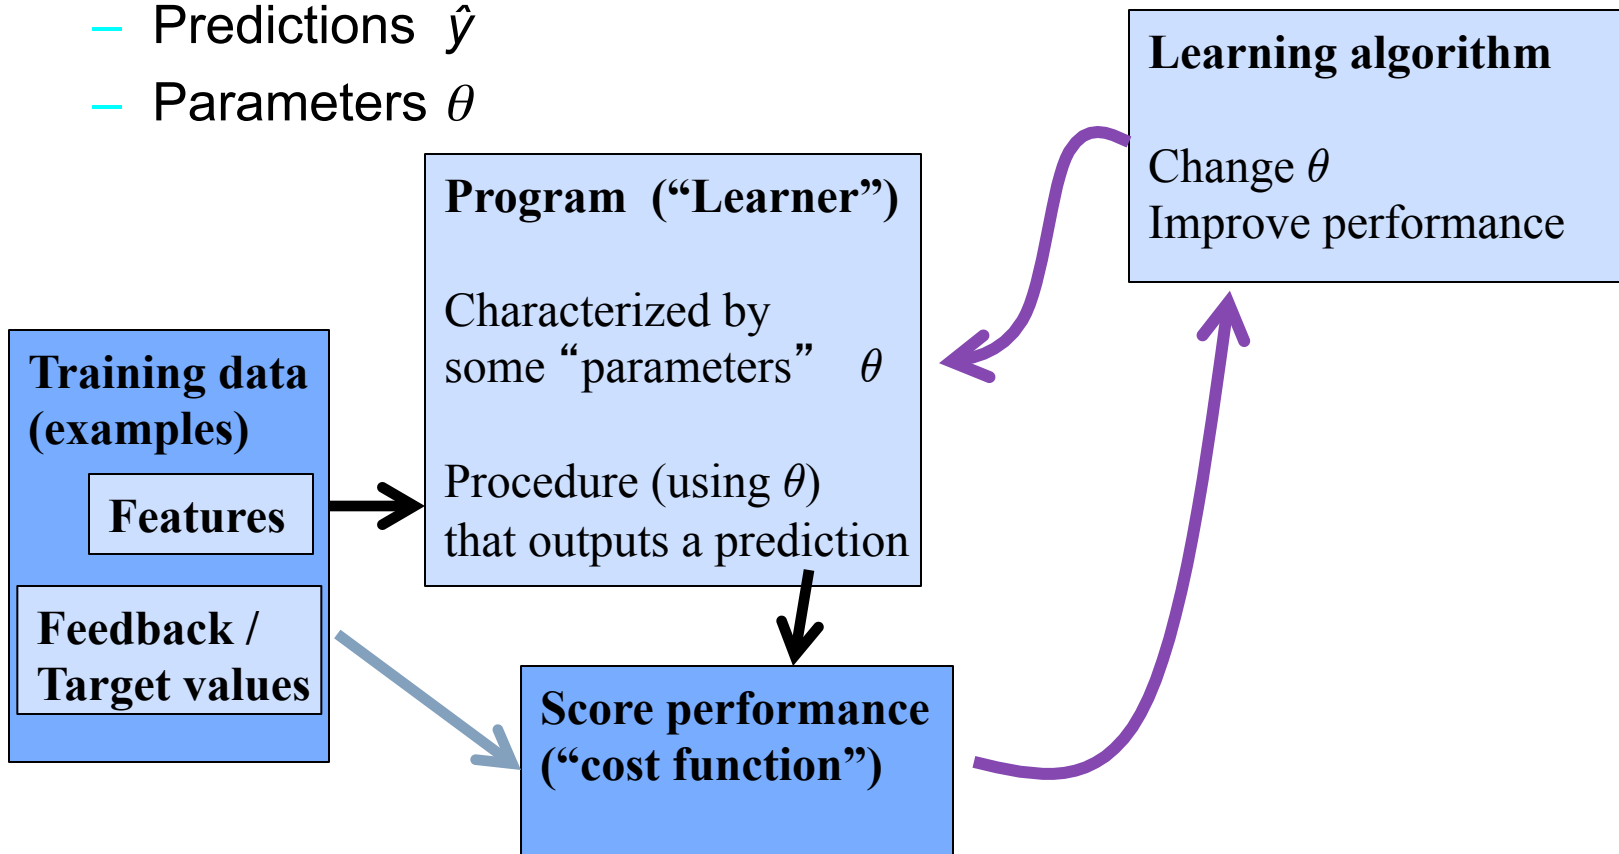 – Predictions ŷ
– Parameters θ
Learning algorithm
Change θ
Improve performance
Program (“Learner”)
Characterized by
some “parameters” θ
Procedure (using θ)
that outputs a prediction
Training data
(examples)
Features
Feedback /
Target values
Score performance
(“cost function”)